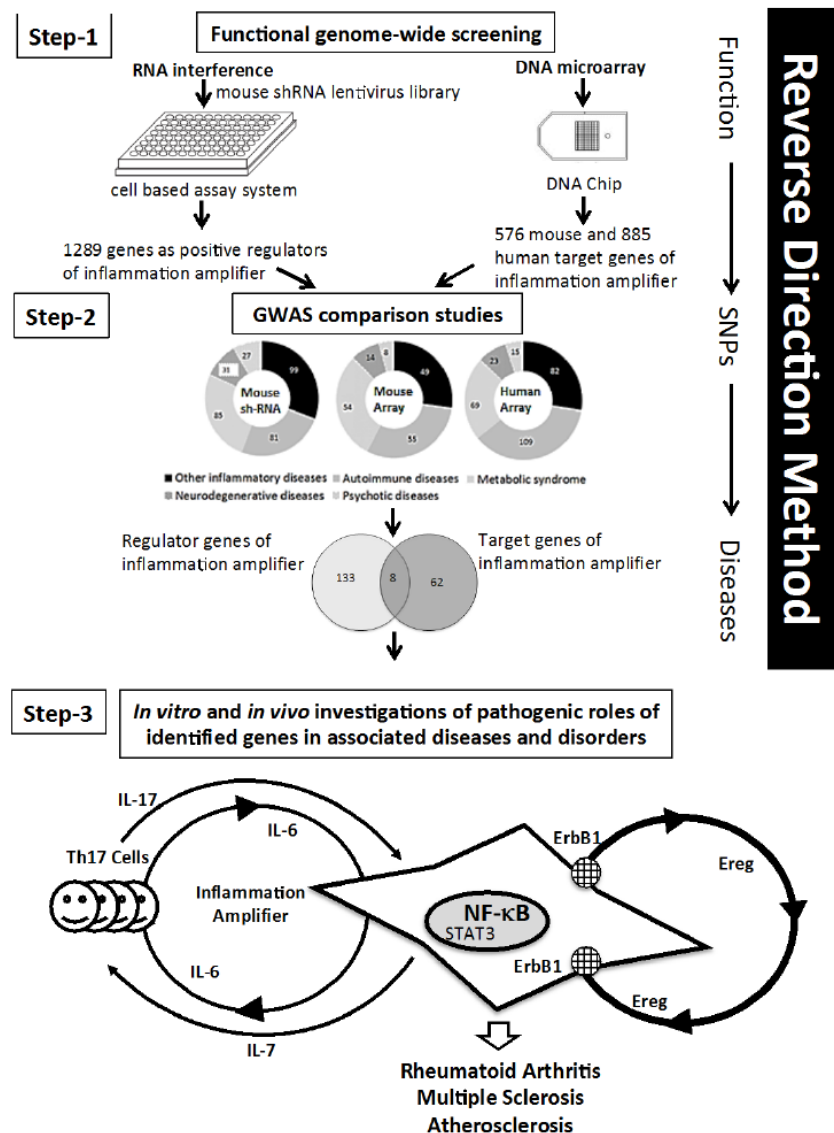 Step-1
Functional genome-wide screening
RNA interference
mouse shRNA lentivirus library
cell based assay system
1289 genes as positive regulators
of inflammation amplifier
DNA microarray
DNA Chip
576 mouse and 885
human target genes of
inflammation amplifier
Step-2
GWAS comparison studies
27
31
99
85
81
Mouse
sh-RNA
8
14
49
54
55
Mouse
Array
15
23
82
69
109
Human
Array
Other inflammatory diseases
Autoimmune diseases
Metabolic syndrome
Neurodegenerative diseases
Psychotic diseases
Regulator genes of
inflammation amplifier
Target genes of
inflammation amplifier
133
8
62
Function
SNPs
Diseases
Reverse Direction Method
Step-3
In vitro and in vivo investigations of pathogenic roles of
identified genes in associated diseases and disorders
IL-17
IL-6
Th17 Cells
Inflammation
Amplifier
IL-6
IL-7
NF-κB
STAT3
ErbB1
Ereg
ErbB1
Ereg
Rheumatoid Arthritis
Multiple Sclerosis
Atherosclerosis